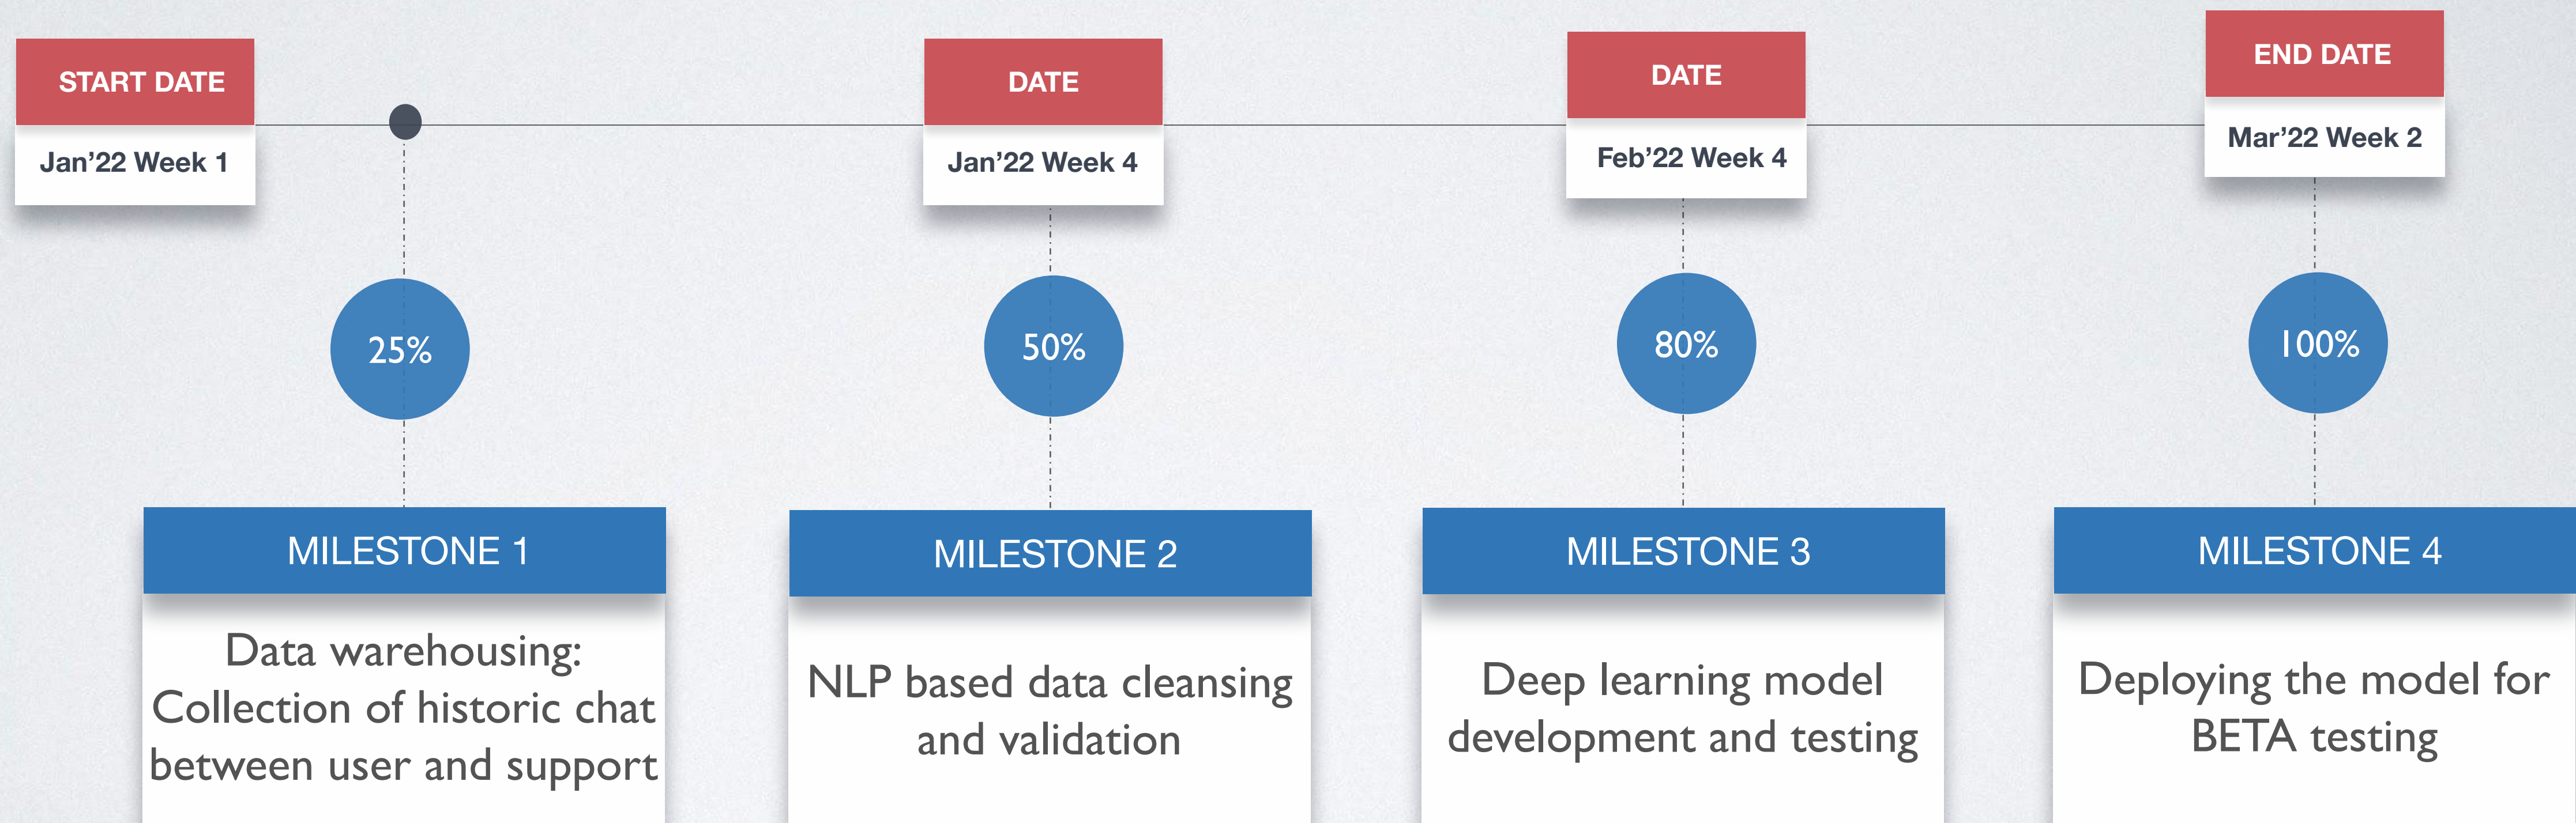 START DATE
Jan’22 Week 1
DATE
Jan’22 Week 4
DATE
Feb’22 Week 4
END DATE
Mar’22 Week 2
25%
50%
80%
100%
MILESTONE 1
Data warehousing:
Collection of historic chat
between user and support
MILESTONE 2
NLP based data cleansing
and validation
MILESTONE 3
Deep learning model
development and testing
MILESTONE 4
Deploying the model for
BETA testing